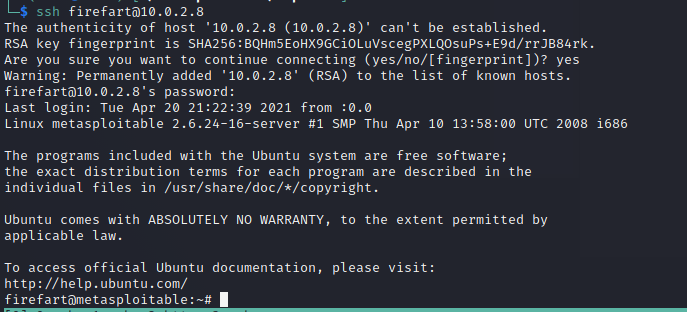 └─$ ssh firefart@10.0.2.8
The authenticity of host '10.0.2.8 (10.0.2.8)' can't be established.
RSA key fingerprint is SHA256:BQHm5EoHX9GCiOLuVscegPXLQOsuPs+E9d/rrJB84rk.
Are you sure you want to continue connecting (yes/no/[fingerprint])? yes
Warning: Permanently added '10.0.2.8' (RSA) to the list of known hosts.
firefart@10.0.2.8's password:
Last login: Tue Apr 20 21:22:39 2021 from :0.0
Linux metasploitable 2.6.24-16-server #1 SMP Thu Apr 10 13:58:00 UTC 2008 i686

The programs included with the Ubuntu system are free software;
the exact distribution terms for each program are described in the
individual files in /usr/share/doc/*/copyright.

Ubuntu comes with ABSOLUTELY NO WARRANTY, to the extent permitted by
applicable law.

To access official Ubuntu documentation, please visit:
http://help.ubuntu.com/
firefart@metasploitable:~#